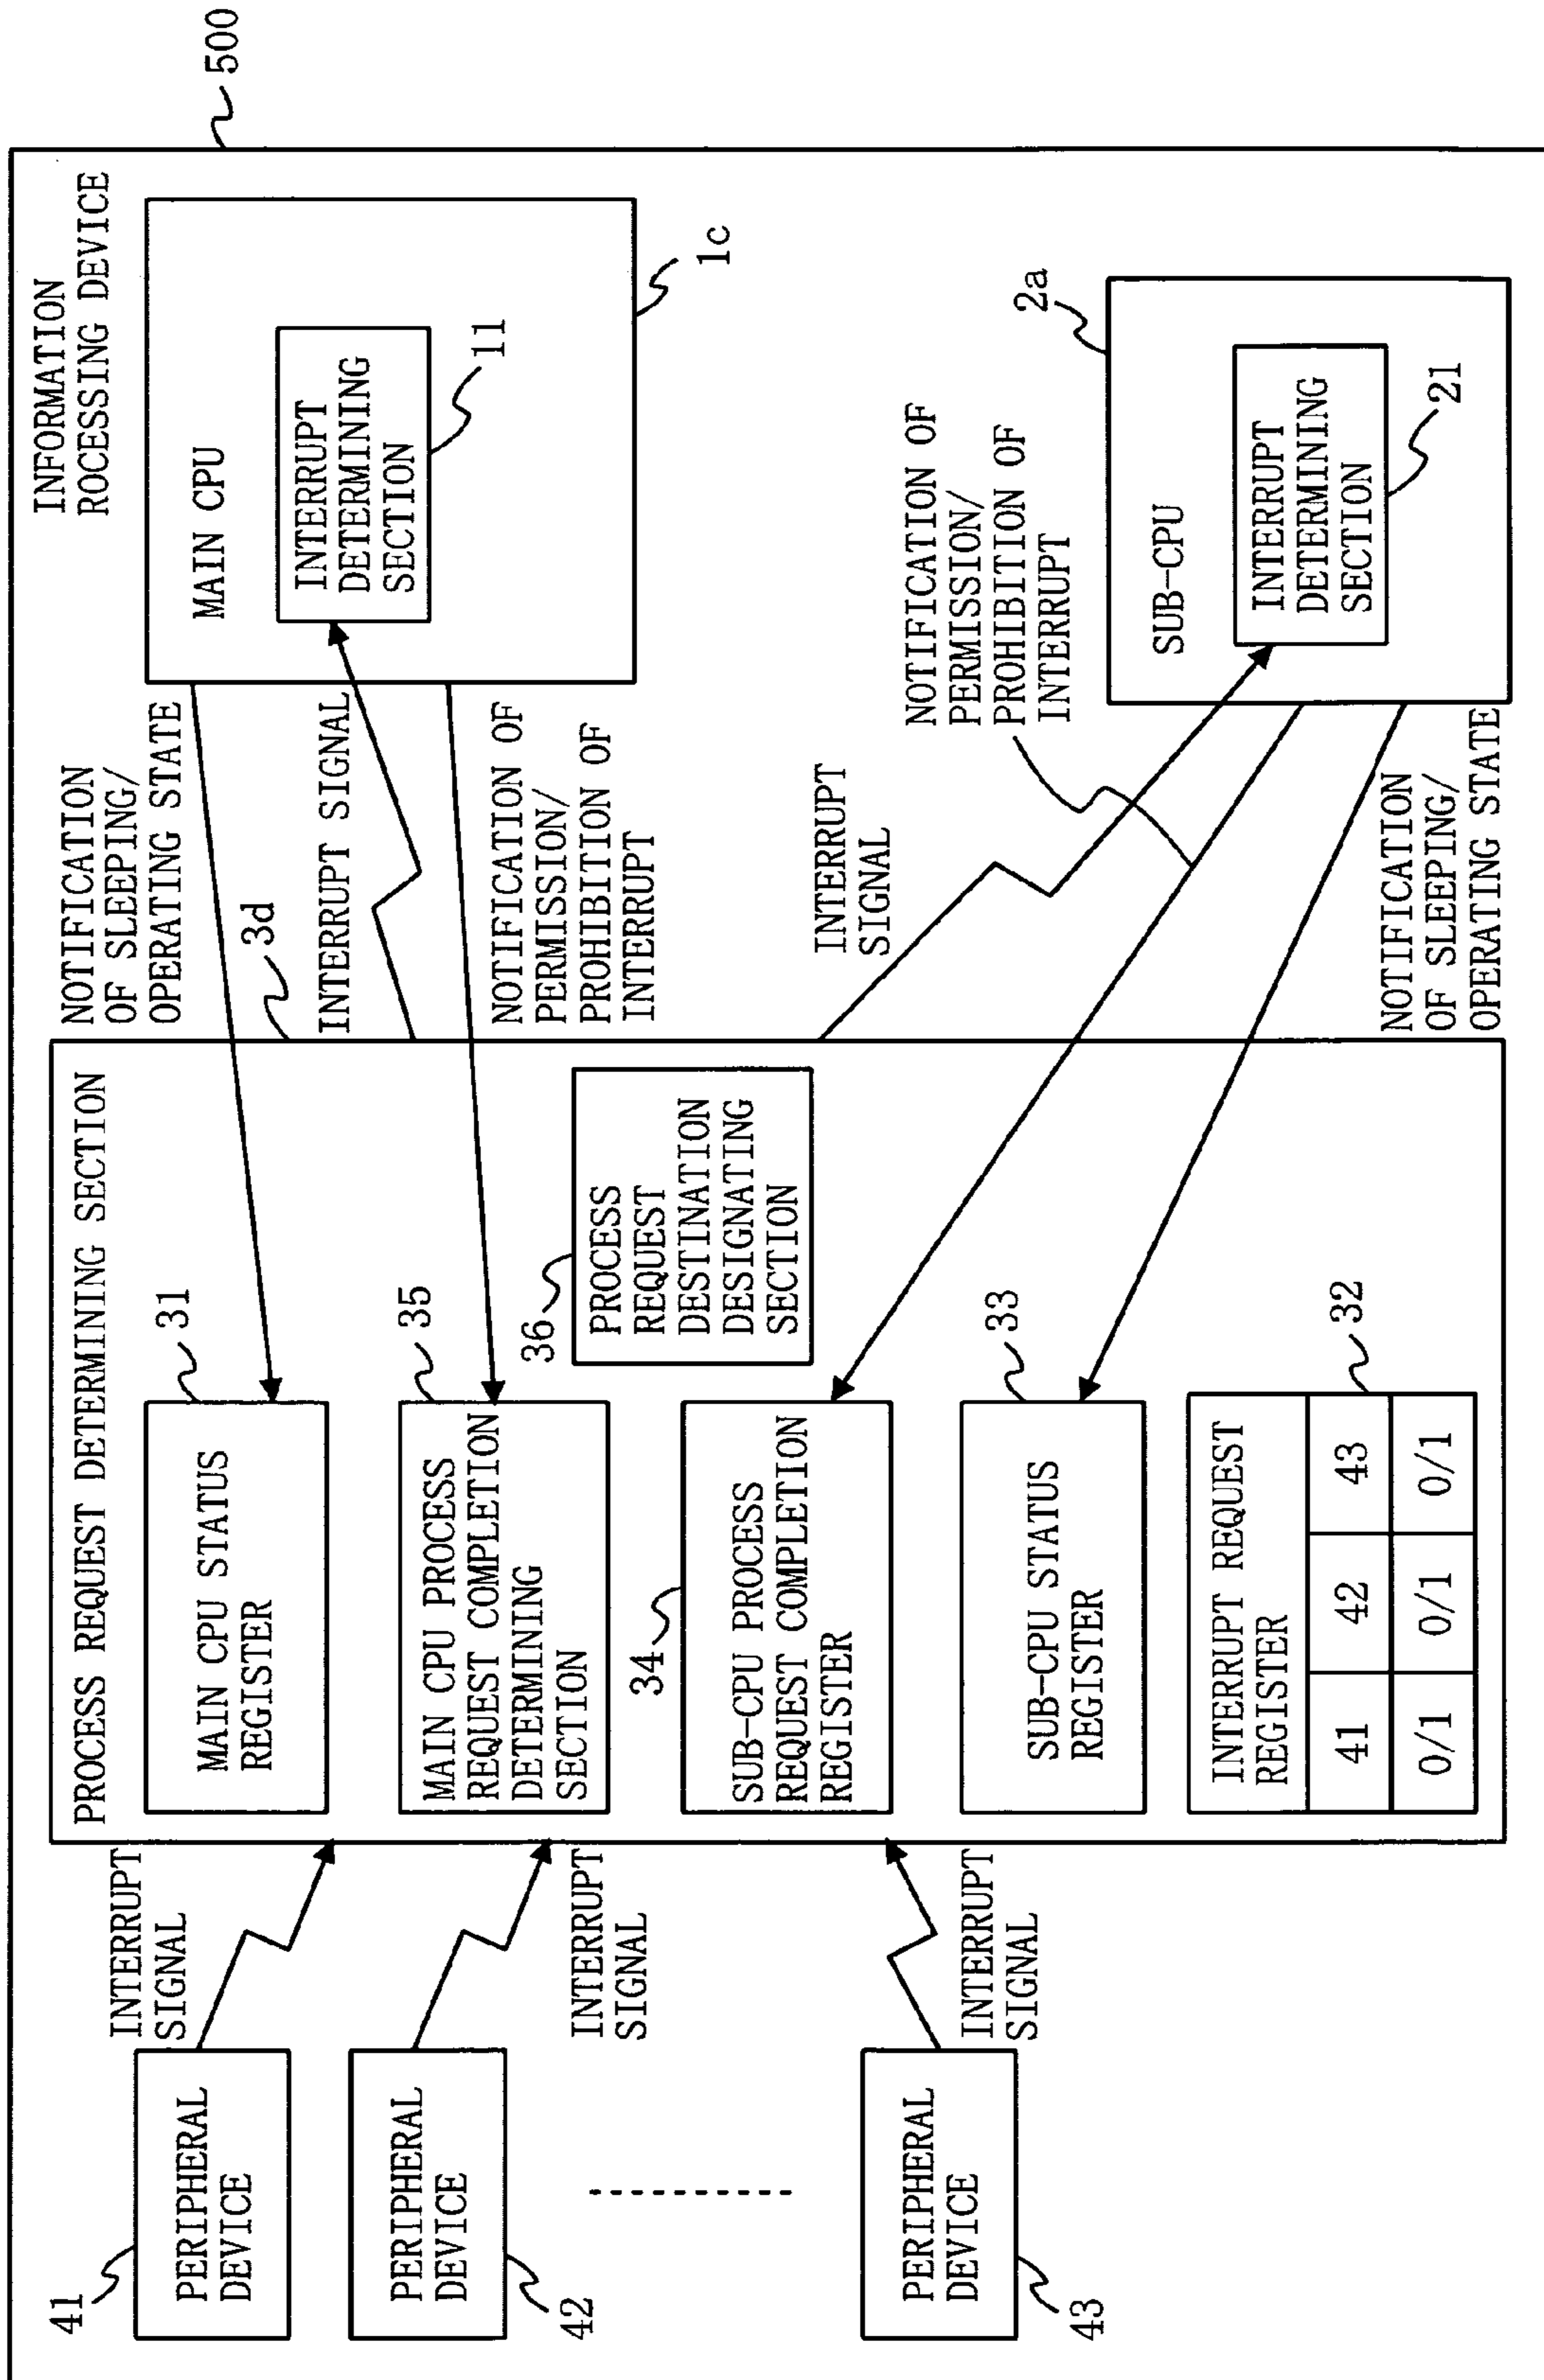 500
INFORMATION
ROCESSING DEVICE
PROCESS REQUEST DETERMINING SECTION
3d
41
PERIPHERAL
DEVICE
42
PERIPHERAL
DEVICE
43
PERIPHERAL
DEVICE
INTERRUPT
SIGNAL
INTERRUPT
SIGNAL
INTERRUPT
SIGNAL
31
MAIN CPU STATUS
REGISTER
35
MAIN CPU PROCESS
REQUEST COMPLETION
DETERMINING
SECTION
36
PROCESS
REQUEST
DESTINATION
DESIGNATING
SECTION
34
SUB-CPU PROCESS
REQUEST COMPLETION
REGISTER
33
SUB-CPU STATUS
REGISTER
INTERRUPT REQUEST
REGISTER
32
41 42 43
0/1 0/1 0/1
NOTIFICATION
OF SLEEPING/
OPERATING STATE
INTERRUPT SIGNAL
NOTIFICATION OF
PERMISSION/
PROHIBITION OF
INTERRUPT
MAIN CPU
INTERRUPT
DETERMINING
SECTION
11
1c
INTERRUPT
SIGNAL
NOTIFICATION OF
PERMISSION/
PROHIBITION OF
INTERRUPT
NOTIFICATION
OF SLEEPING/
OPERATING STATE
2a
SUB-CPU
INTERRUPT
DETERMINING
SECTION
21